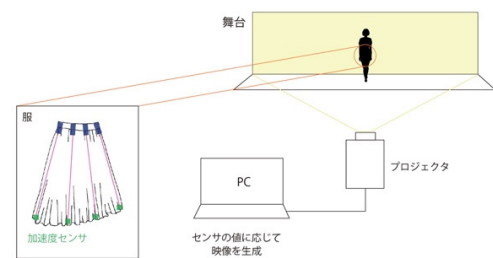 舞台
服
加速度センサ
PC
プロジェクタ
センサの値に応じて
映像を生成